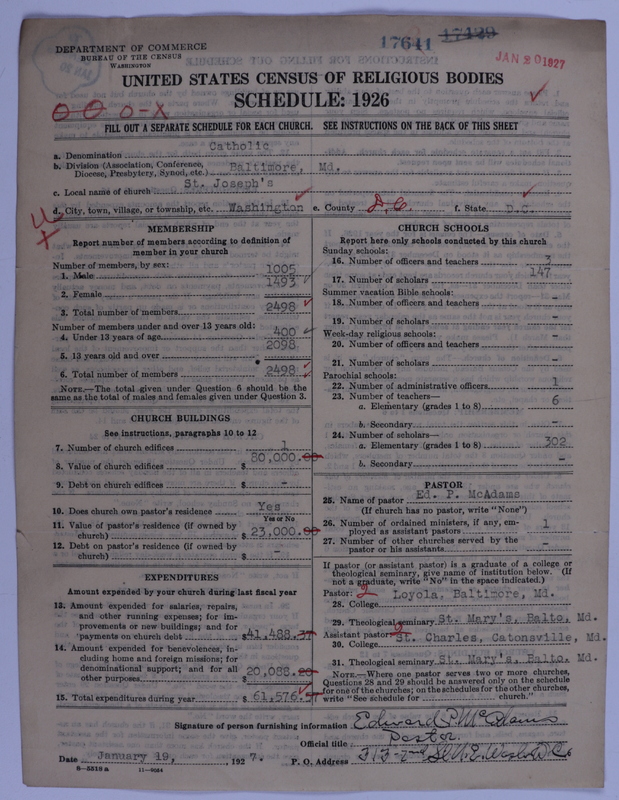 17641 17129
JAN 20 1927
DEPARTMENT OF COMMERCE
BUREAU OF THE CENSUS
WASHINGTON
UNITED STATES CENSUS OF RELIGIOUS BODIES
SCHEDULE: 1926
O O O-X
FILL OUT A SEPARATE SCHEDULE FOR EACH CHURCH. SEE INSTRUCTIONS ON THE BACK OF THIS SHEET
a. Denomination Catholic
b. Division (Association, Conference, Diocese, Presbytery, Synod, etc.) Baltimore, Md.
c. Local name of church St. Joseph's
d. City, town, village, or township, etc. Washington e. County D.C. f. State D.C.
MEMBERSHIP
Report number of members according to definition of
member in your church
Number of members, by sex:
1. Male 1005
1493
2. Female
3. Total number of members 2498
Number of members under and over 13 years old:
4. Under 13 years of age 400
2098
5. 13 years old and over
6. Total number of members 2498
NOTE.—The total given under Question 6 should be
same as the total of males and females given under Question 3.
CHURCH BUILDINGS
See instructions, paragraphs 10 to 12
7. Number of church edifices 1
8. Value of church edifices $ 80,000.00
9. Debt on church edifices $ -
10. Does church own pastor's residence Yes
Yes or No
11. Value of pastor's residence (if owned by
church) $ 23,000.00
12. Debt on pastor's residence (if owned by
church) $ -
EXPENDITURES
Amount expended by your church during last fiscal year
13. Amount expended for salaries, repairs,
and other running expenses; for im-
provements or new buildings; and for
payments on church debt $ 41,488.37
14. Amount expended for benevolences, in-
cluding home and foreign missions; for
denominational support; and for all
other purposes $ 20,088.20
15. Total expenditures during year $ 61,576.57
CHURCH SCHOOLS
Report here only schools conducted by this church
Sunday schools:
16. Number of officers and teachers 3
17. Number of scholars 147
Summer vacation Bible schools:
18. Number of officers and teachers -
19. Number of scholars -
Week-day religious schools:
20. Number of officers and teachers -
21. Number of scholars -
Parochial schools:
22. Number of administrative officers 1
23. Number of teachers—
a. Elementary (grades 1 to 8) 6
b. Secondary -
24. Number of scholars—
a. Elementary (grades 1 to 8) 302
b. Secondary -
PASTOR
25. Name of pastor Ed. P. McAdams
(If church has no pastor, write "None")
26. Number of ordained ministers, if any, em-
ployed as assistant pastors 1
27. Number of other churches served by the
pastor or his assistants -
If pastor (or assistant pastor) is a graduate of a college or
theological seminary, give name of institution below. (If
not a graduate, write "No" in the space indicated.)
Pastor: 2
28. College Loyola, Baltimore, Md.
29. Theological seminary St. Mary's, Balto. Md.
Assistant pastor: 2
30. College St. Charles, Catonsville, Md.
31. Theological seminary St. Mary's, Balto. Md.
NOTE.—Where one pastor serves two or more churches,
Questions 28 and 29 should be answered only on the schedule
for one of the churches; on the schedules for the other churches,
write "See schedule for ........ church."
Signature of person furnishing information Edward P. McAdams
Official title Pastor.
Date January 19, 1927. P. O. Address 313-2nd St. N.E. Wash. D.C.
8-5518 a 11-9054